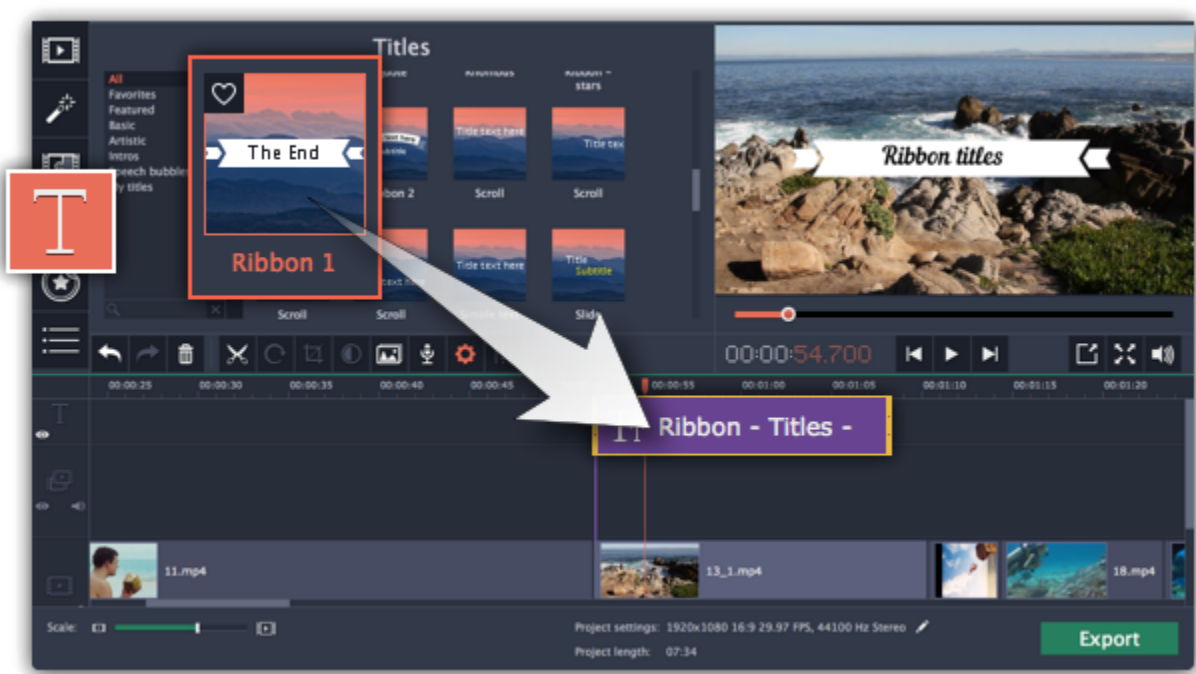 Titles
All
Favorites
Featured
Basic
Artistic
Intros
speech bubble
titles
The End
Ribbon 1
stars
Title text here
Title tex
Scroll
Scroll
Title text here
Title
Subtitle
Scroll
Scroll
Slide
Ribbon titles
T
00:00:54.700
00:00:25
00:00:30
00:00:35
00:00:40
00:00:45
00:00:55
00:01:00
00:01:05
00:01:10
00:01:15
00:01:20
T
Ribbon - Titles -
11.mp4
13_1.mp4
18.mp4
Scale:
Project settings: 1920x1080 16:9 29.97 FPS, 44100 Hz Stereo
Project length: 07:34
Export